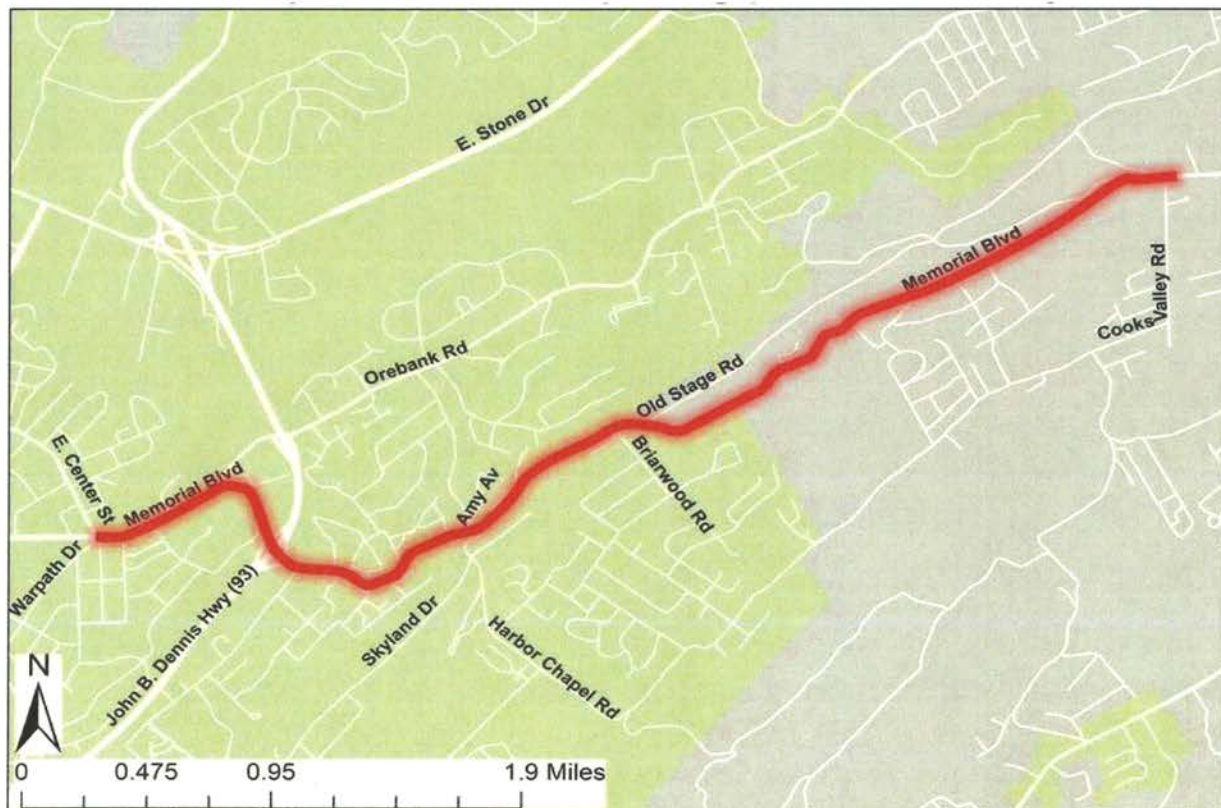 E. Stone Dr
Memorial Blvd
Cooks Valley Rd
Orebank Rd
Old Stage Rd
E. Center St
Memorial Blvd
Amy Av
Briarwood Rd
Warpath Dr
John B. Dennis Hwy (93)
Skyland Dr
Harbor Chapel Rd
N
0 0.475 0.95 1.9 Miles